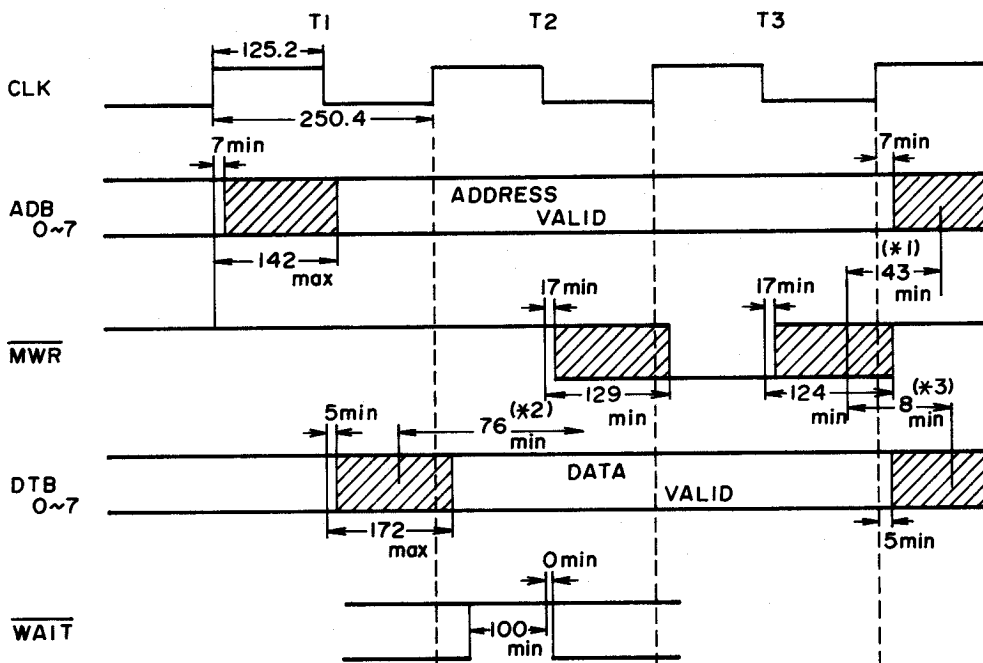 T1 T2 T3
125.2
CLK
250.4
7min 7min
ADB
0~7
ADDRESS
VALID
142
max
(*1)
43
min
17min 17min
MWR
129
min
124
min
(*3)
8
min
5min
(*2)
76
min
DTB
0~7
DATA
VALID
172
max
5min
0min
WAIT
100
min